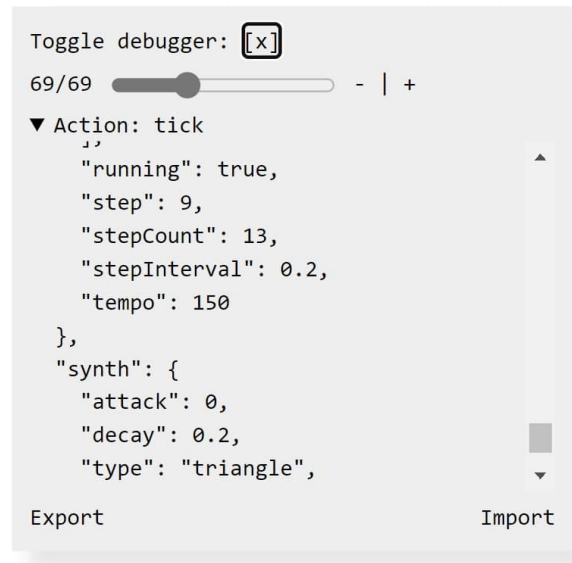 Toggle debugger: [x]
69/69 - | +
▼ Action: tick
],
"running": true,
"step": 9,
"stepCount": 13,
"stepInterval": 0.2,
"tempo": 150
},
"synth": {
"attack": 0,
"decay": 0.2,
"type": "triangle",
Export Import